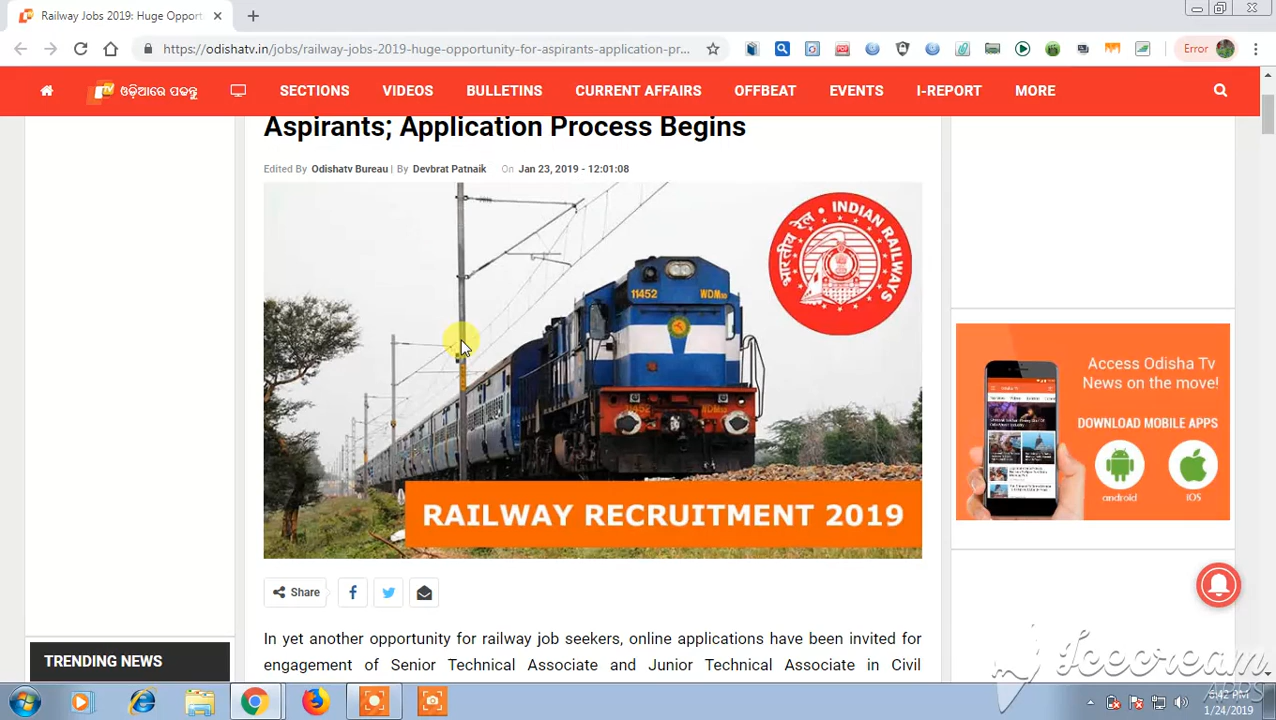 Railway Jobs 2019: Huge Opport
https://odishatv.in/jobs/railway-jobs-2019-huge-opportunity-for-aspirants-application-pr...
Error
ଓଡ଼ିଆରେ ପଢନ୍ତୁ
SECTIONS
VIDEOS
BULLETINS
CURRENT AFFAIRS
OFFBEAT
EVENTS
I-REPORT
MORE
Aspirants; Application Process Begins
Edited By Odishatv Bureau | By Devbrat Patnaik On Jan 23, 2019 - 12:01:08
INDIAN RAILWAYS
भारतीय रेल
11452 WDM3D
RAILWAY RECRUITMENT 2019
Share
In yet another opportunity for railway job seekers, online applications have been invited for
engagement of Senior Technical Associate and Junior Technical Associate in Civil
Access Odisha Tv
News on the move!
DOWNLOAD MOBILE APPS
android
iOS
TRENDING NEWS
Icecream
APPS
6:42 PM
1/24/2019